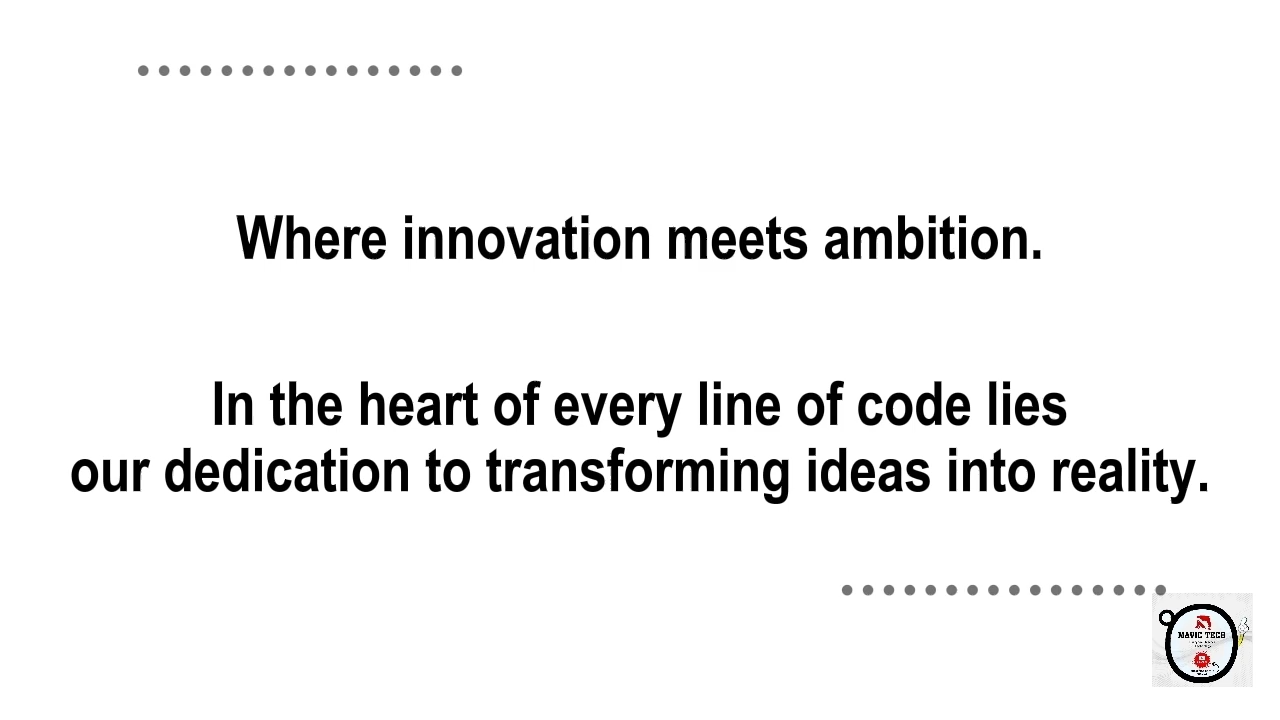 Where innovation meets ambition.
In the heart of every line of code lies
our dedication to transforming ideas into reality.
MAVIC TECH